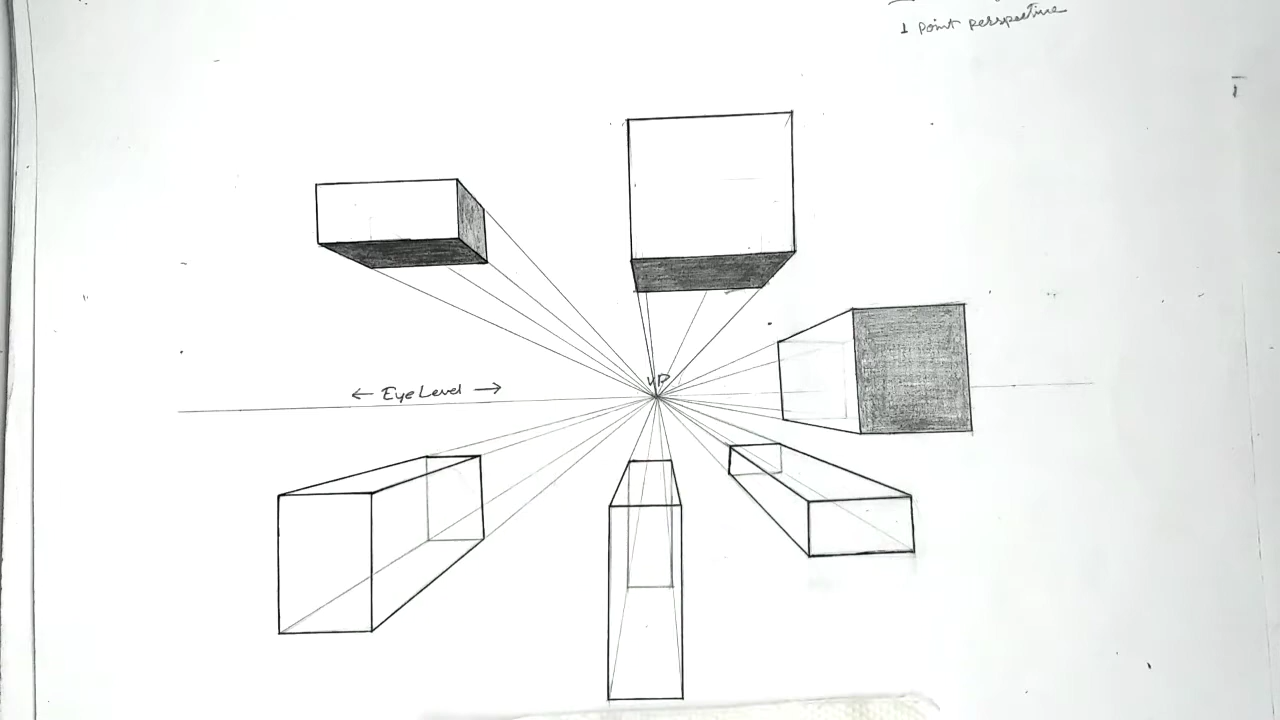 1 point perspective
VP
← Eye Level →